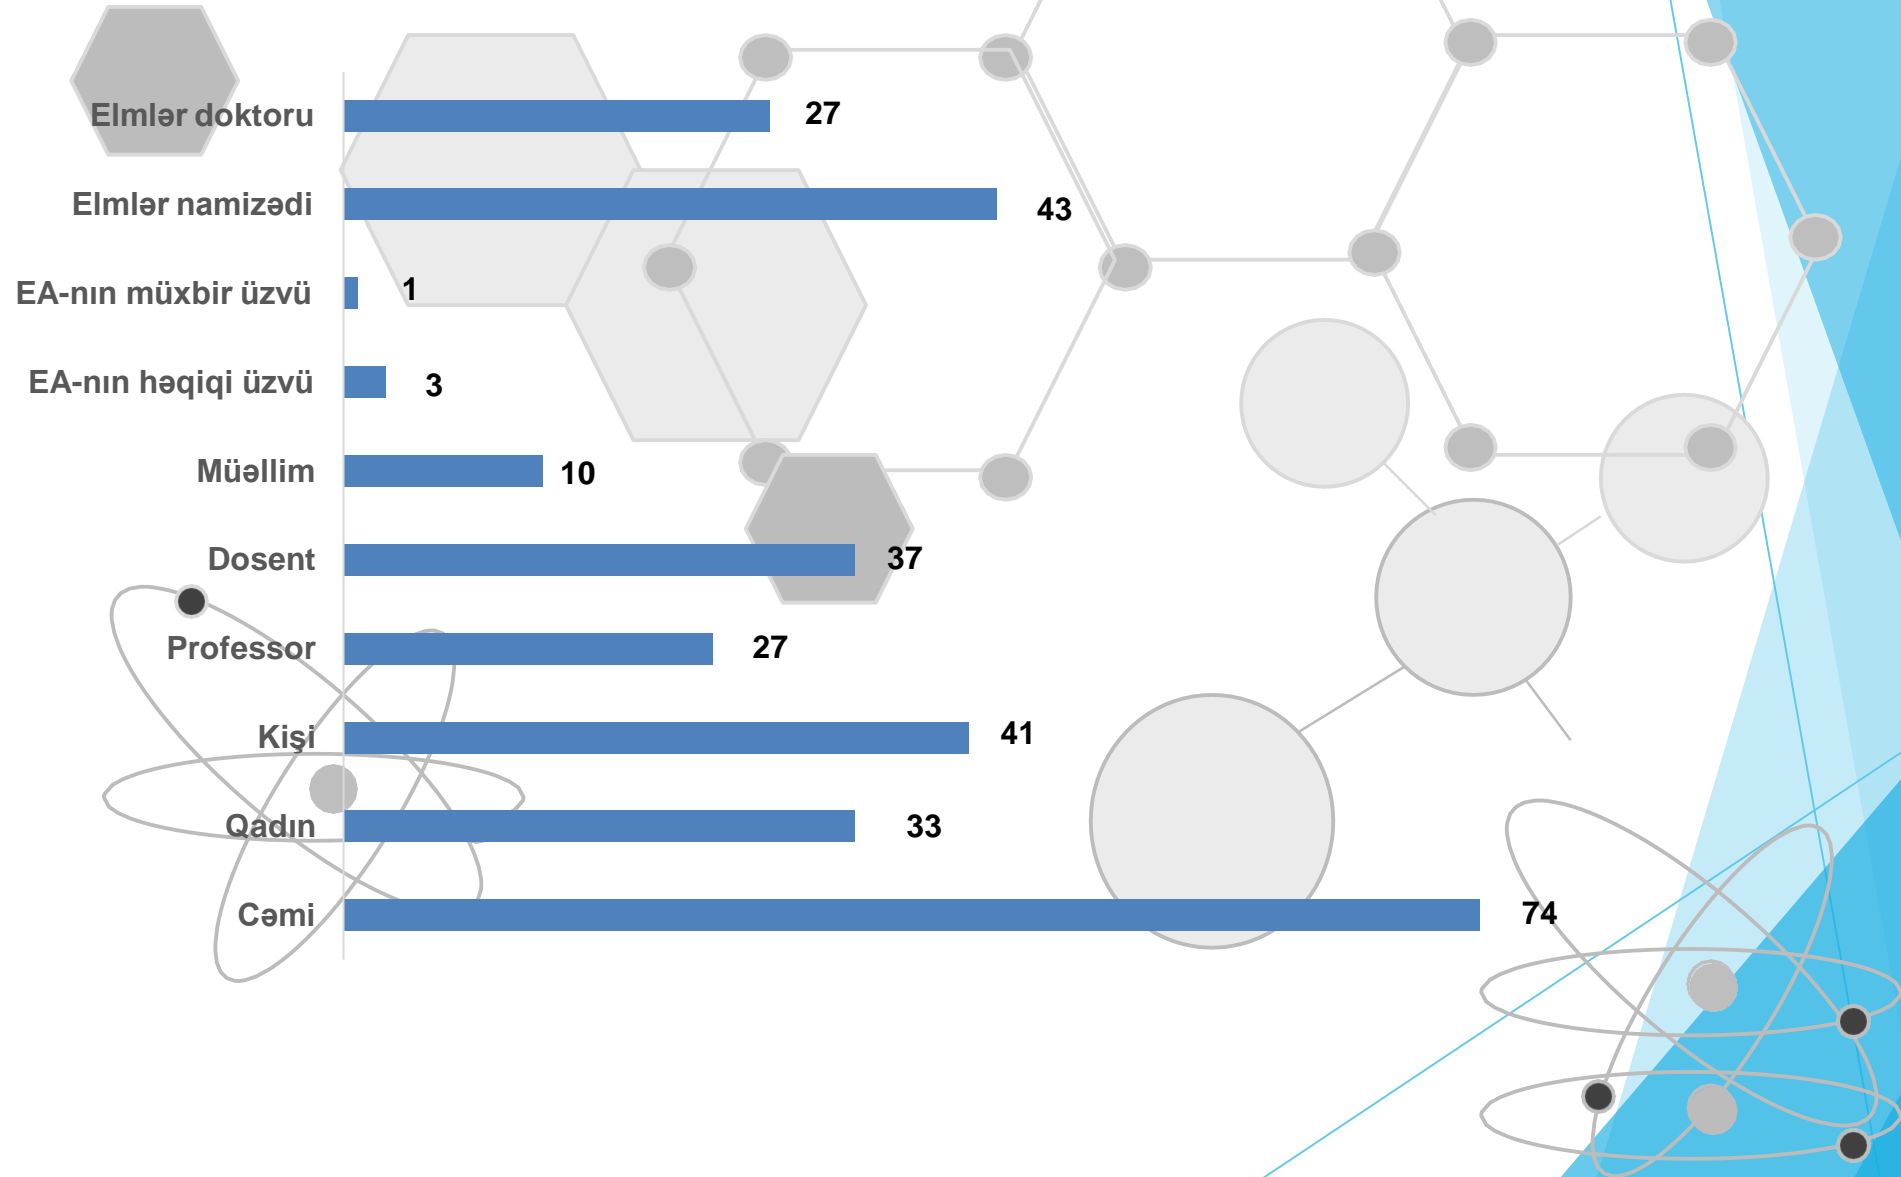 Elmlər doktoru 27
Elmlər namizədi 43
EA-nın müxbir üzvü 1
EA-nın həqiqi üzvü 3
Müəllim 10
Dosent 37
Professor 27
Kişi 41
Qadın 33
Cəmi 74